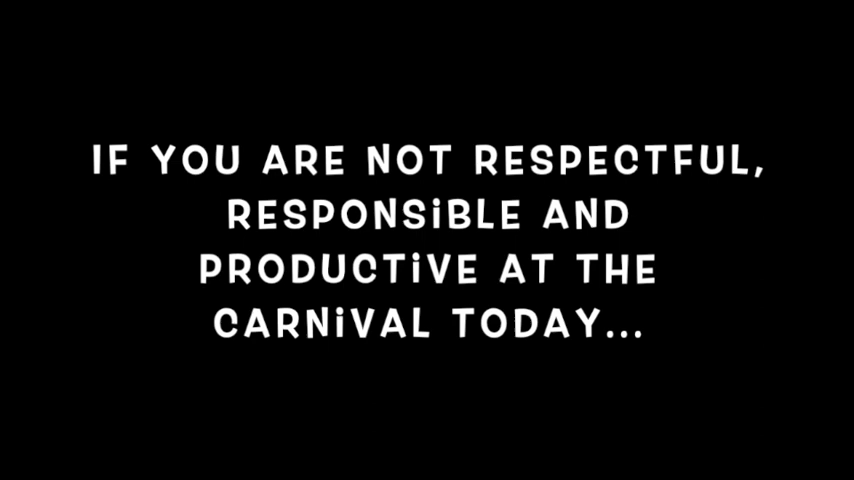 IF YOU ARE NOT RESPECTFUL,
RESPONSiBLE AND
PRODUCTiVE AT THE
CARNiVAL TODAY...